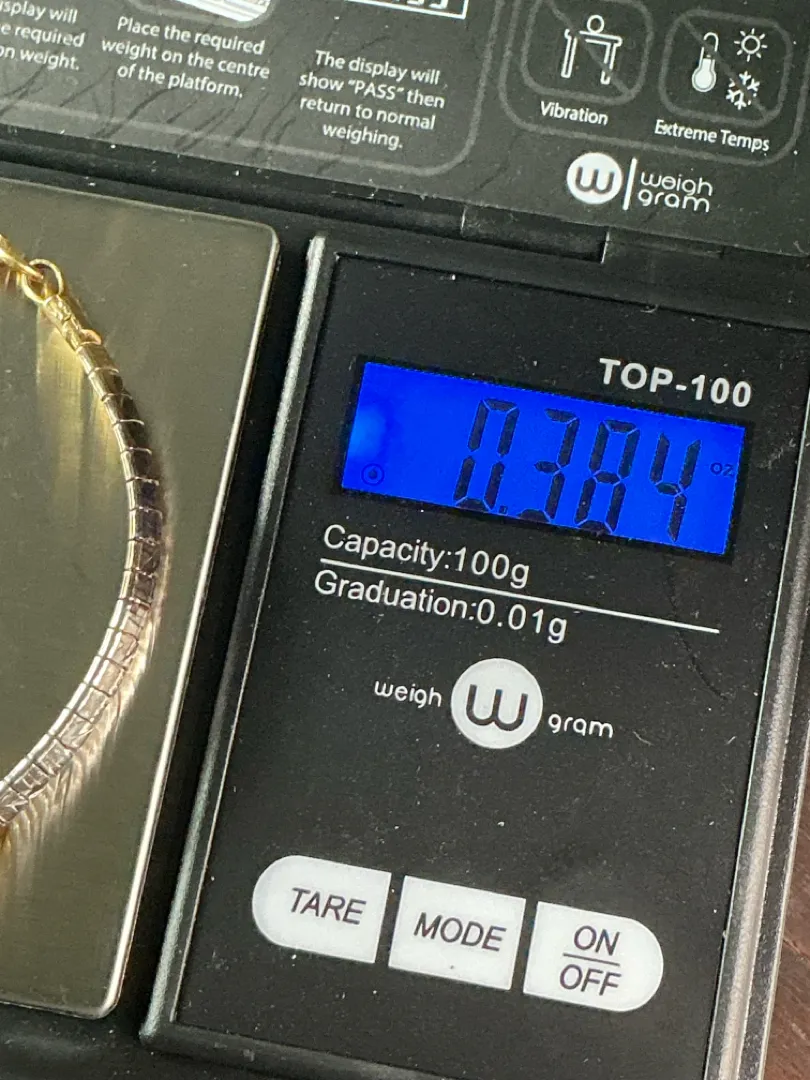 splay will
e required
on weight.
Place the required
weight on the centre
of the platform.
The display will
show "PASS" then
return to normal
weighing.
Vibration
Extreme Temps
W
weigh
gram
TOP-100
0.384 oz
Capacity:100g
Graduation:0.01g
weigh W gram
TARE
MODE
ON
OFF